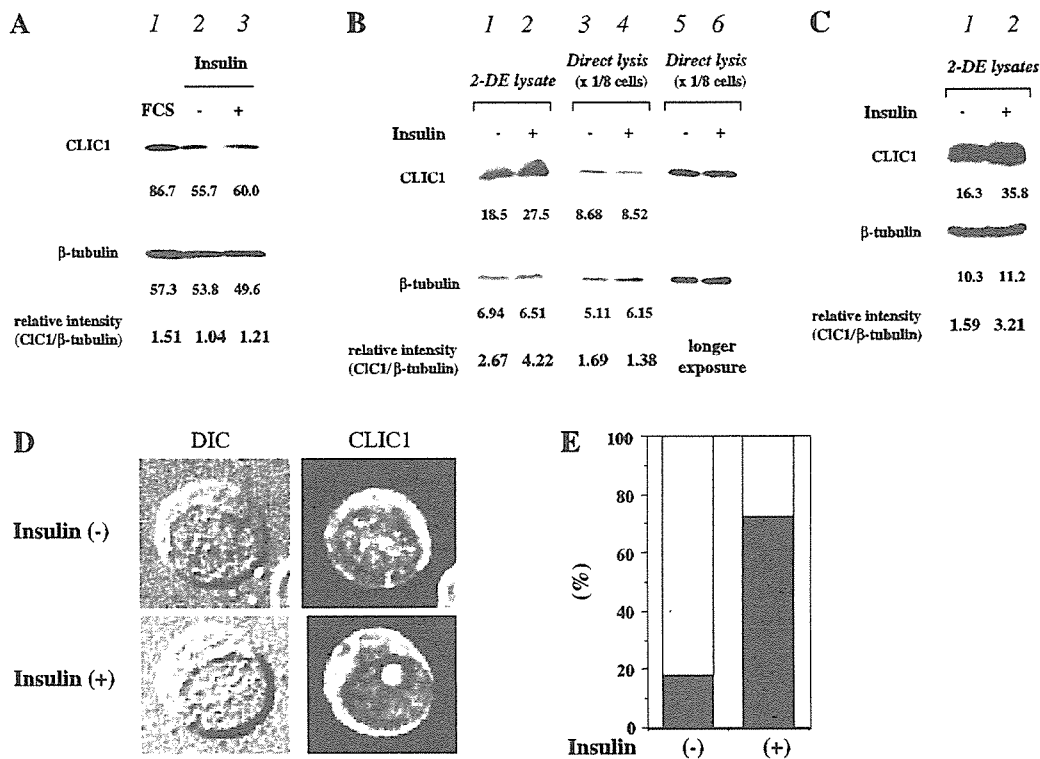 A
1 2 3
Insulin
FCS - +
CLIC1
86.7 55.7 60.0
β-tubulin
57.3 53.8 49.6
relative intensity
(ClC1/β-tubulin) 1.51 1.04 1.21
B
1 2 3 4 5 6
2-DE lysate
Direct lysis
(x 1/8 cells)
Direct lysis
(x 1/8 cells)
Insulin - + - + - +
CLIC1
18.5 27.5 8.68 8.52
β-tubulin
6.94 6.51 5.11 6.15
relative intensity
(ClC1/β-tubulin) 2.67 4.22 1.69 1.38
longer
exposure
C
1 2
2-DE lysates
Insulin - +
CLIC1
16.3 35.8
β-tubulin
10.3 11.2
relative intensity
(ClC1/β-tubulin) 1.59 3.21
D
DIC CLIC1
Insulin (-)
Insulin (+)
E
100
80
60
40
20
0
(%)
Insulin (-) (+)